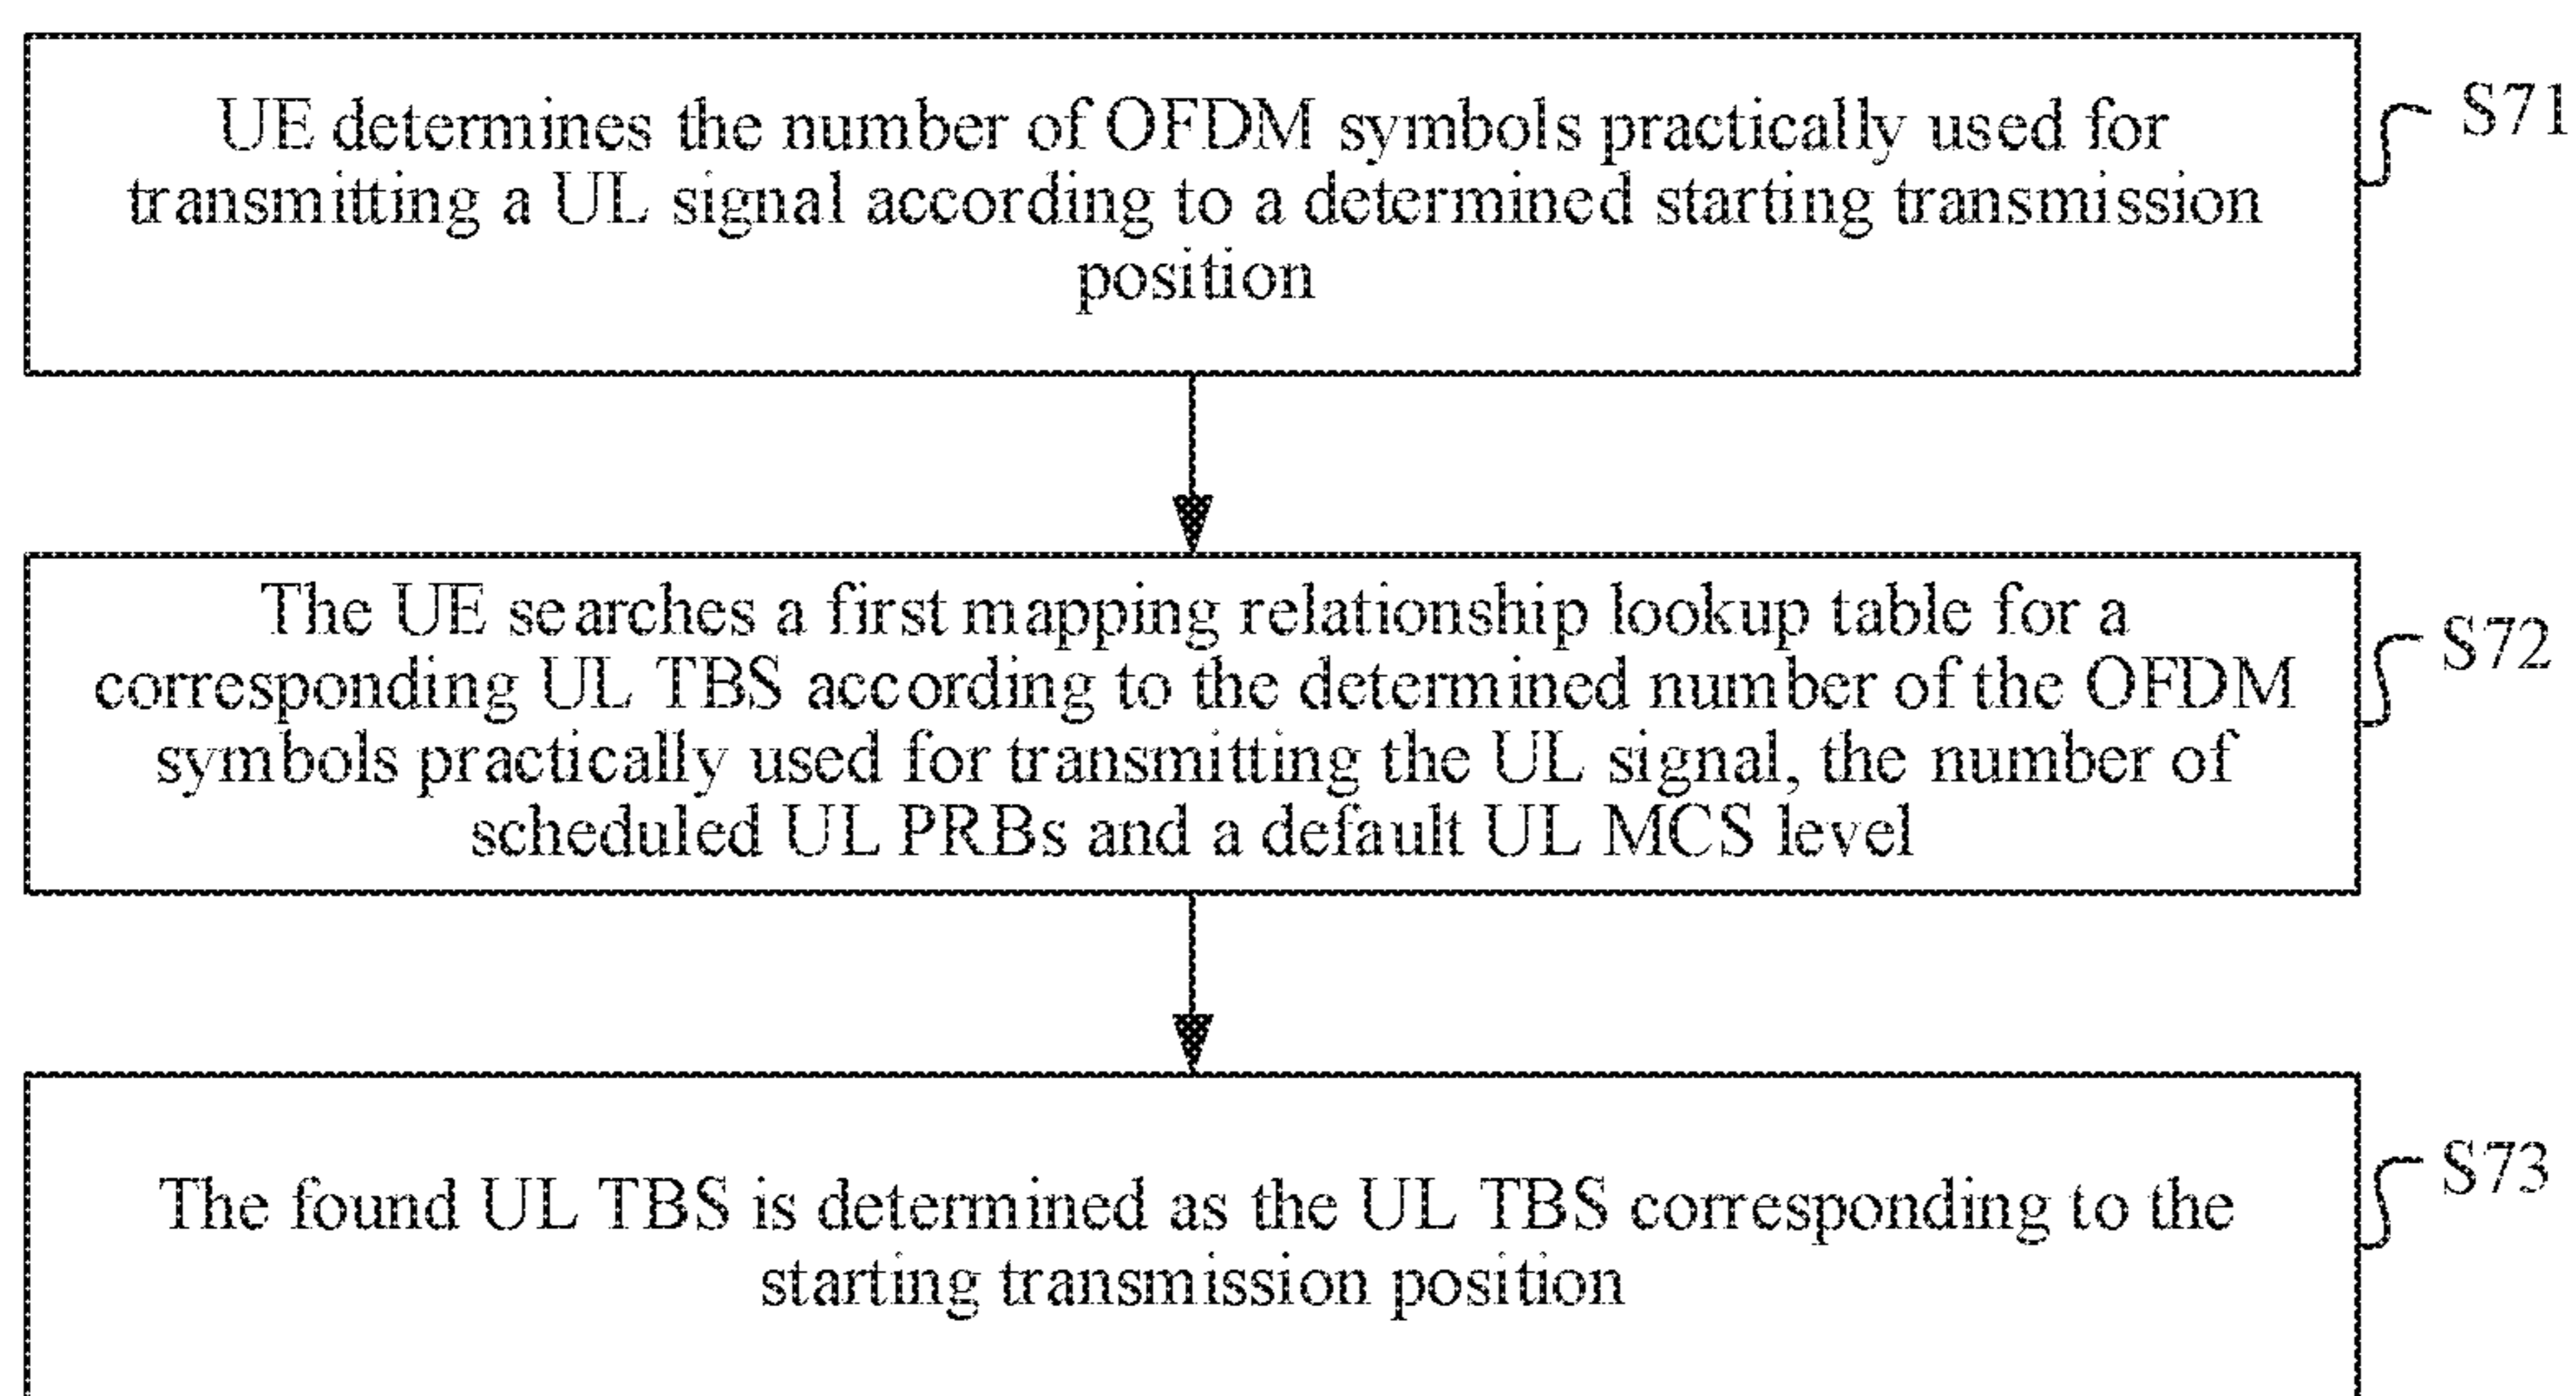 UE determines the number of OFDM symbols practically used for
transmitting a UL signal according to a determined starting transmission
position
S71
The UE searches a first mapping relationship lookup table for a
corresponding UL TBS according to the determined number of the OFDM
symbols practically used for transmitting the UL signal, the number of
scheduled UL PRBs and a default UL MCS level
S72
The found UL TBS is determined as the UL TBS corresponding to the
starting transmission position
S73